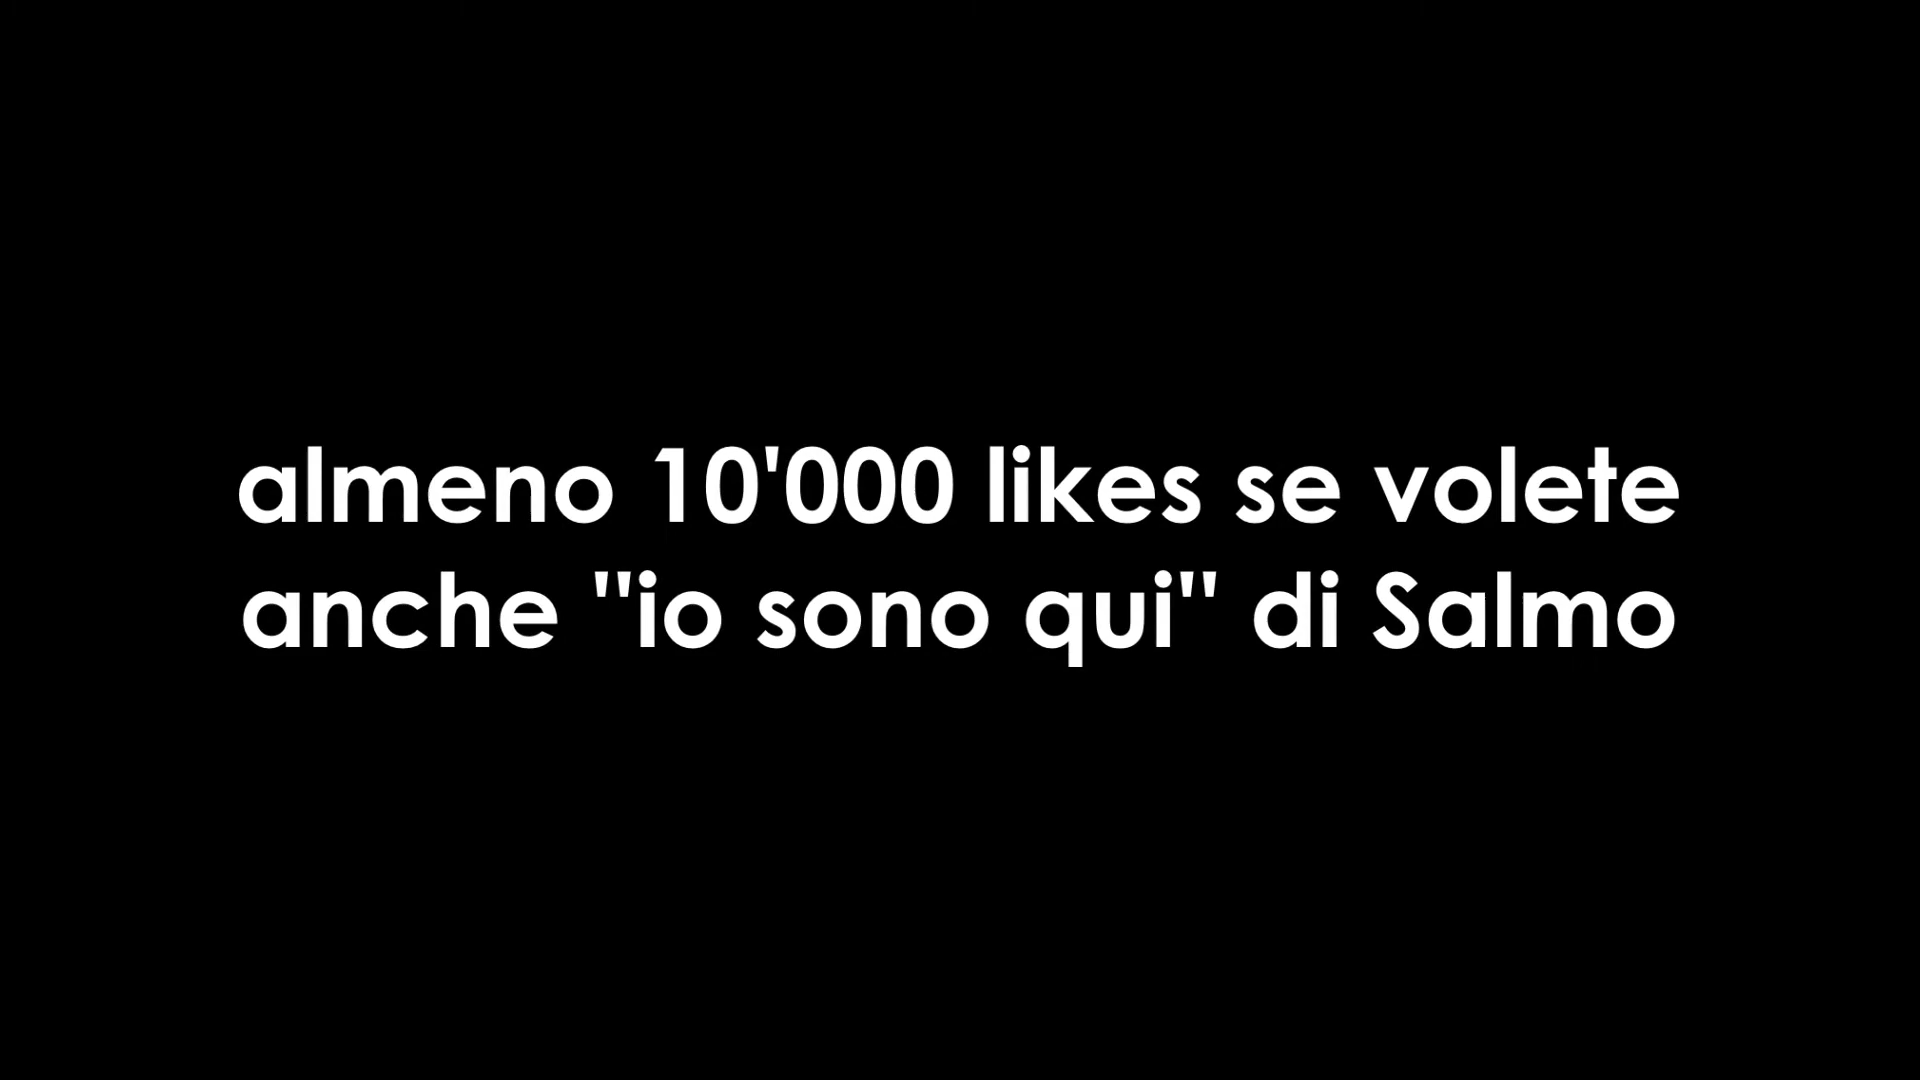 almeno 10'000 likes se volete
anche "io sono qui" di Salmo